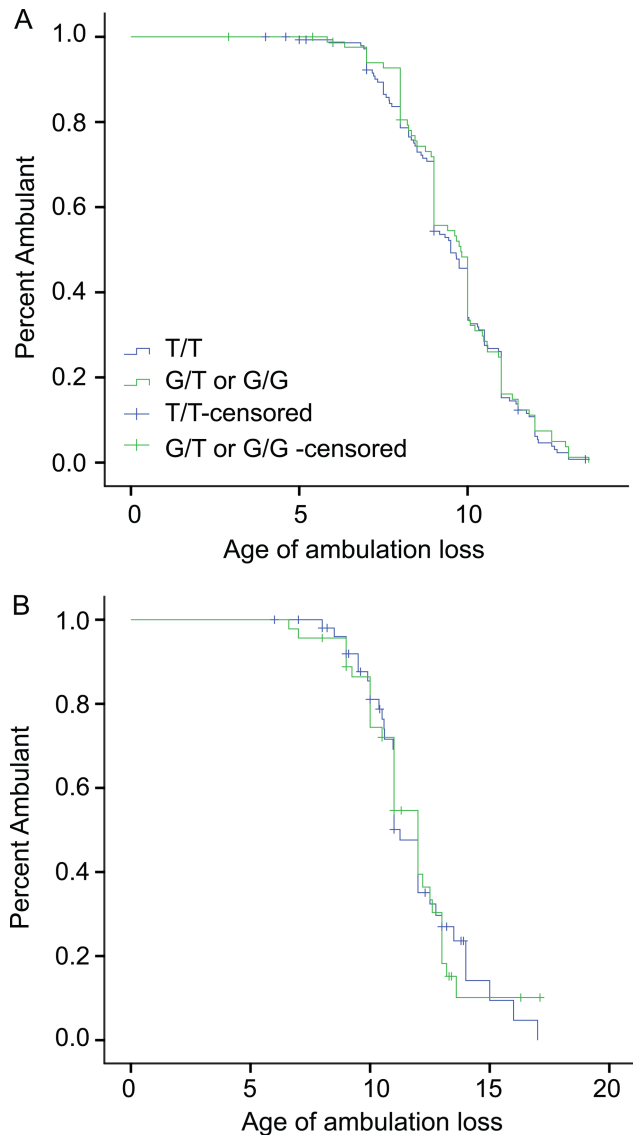 A
1.0
0.8
0.6
0.4
0.2
0.0
Percent Ambulant
T/T
G/T or G/G
T/T-censored
G/T or G/G -censored
0 5 10
Age of ambulation loss
B
1.0
0.8
0.6
0.4
0.2
0.0
Percent Ambulant
0 5 10 15 20
Age of ambulation loss